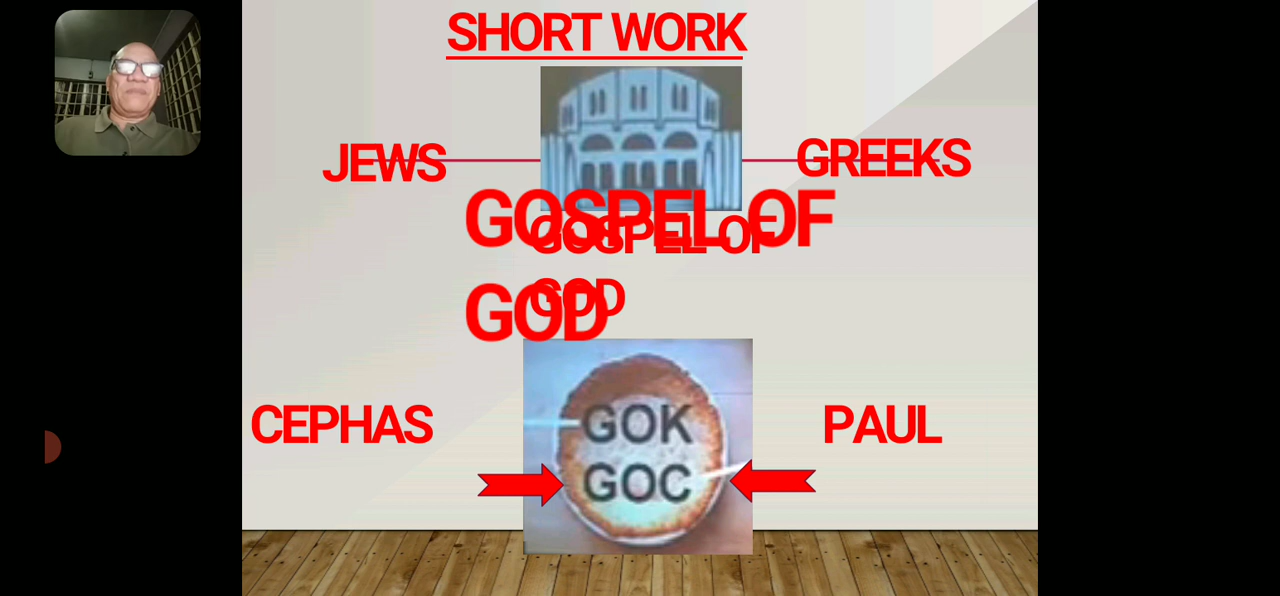 SHORT WORK
JEWS
GREEKS
GOSPEL OF
GOSPEL OF
GOD
GOD
CEPHAS
GOK
PAUL
GOC